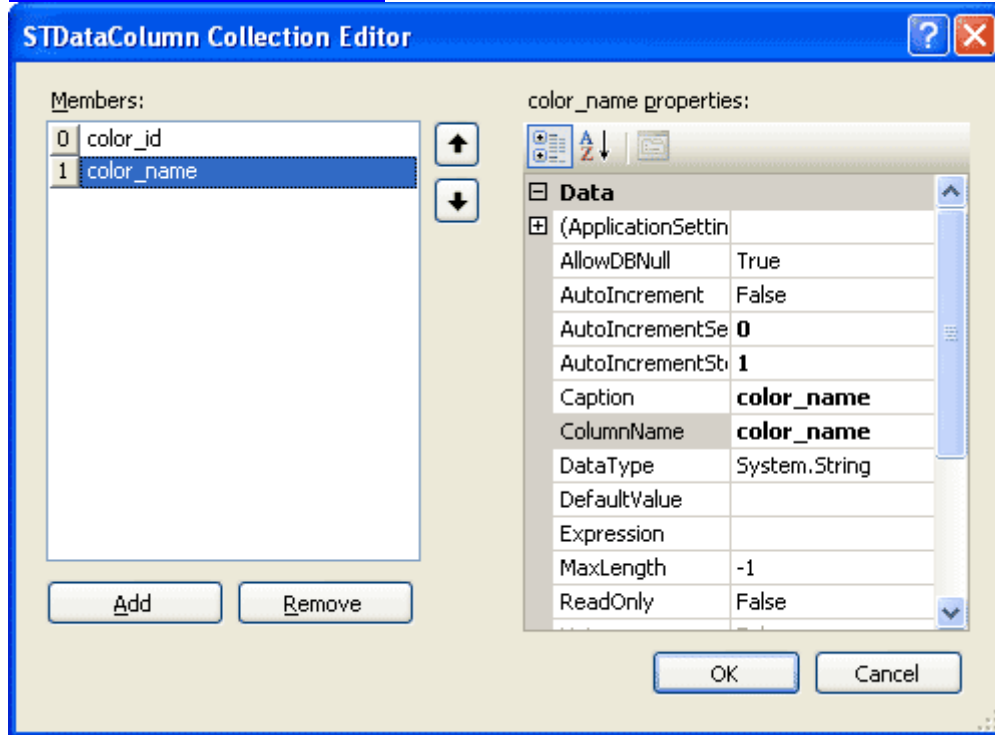 STDataColumn Collection Editor
Members:
0 color_id
1 color_name
Add
Remove
color_name properties:
Data
(ApplicationSettin
AllowDBNull True
AutoIncrement False
AutoIncrementSe 0
AutoIncrementSt 1
Caption color_name
ColumnName color_name
DataType System.String
DefaultValue
Expression
MaxLength -1
ReadOnly False
OK
Cancel